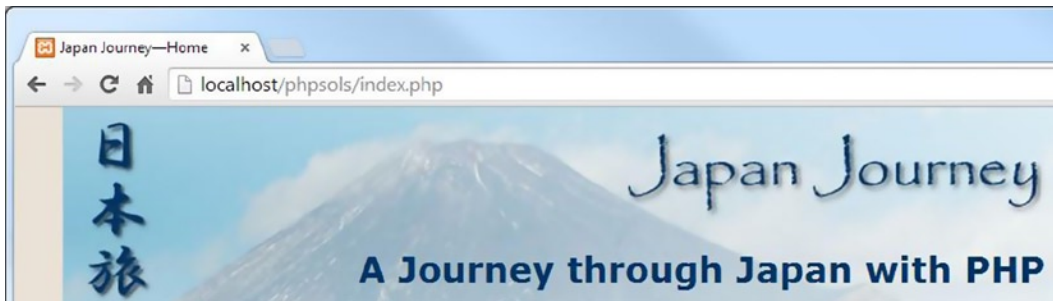 Japan Journey—Home
localhost/phpsols/index.php
日本旅
Japan Journey
A Journey through Japan with PHP